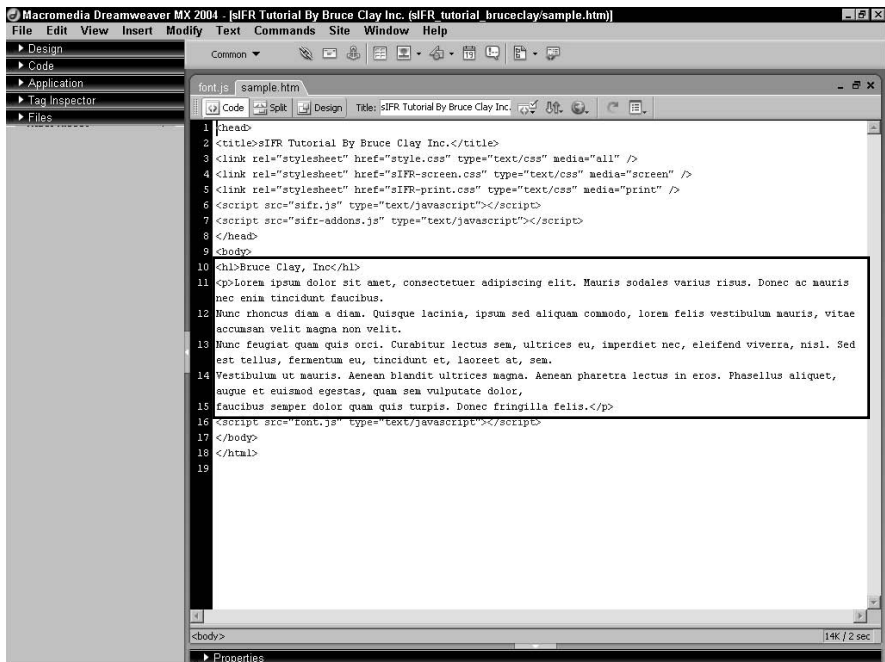 Macromedia Dreamweaver MX 2004 - [sIFR Tutorial By Bruce Clay Inc. (sIFR_tutorial_bruceclay/sample.htm)]
File Edit View Insert Modify Text Commands Site Window Help
Design
Code
Application
Tag Inspector
Files
Common
font.js sample.htm
Code Split Design Title: sIFR Tutorial By Bruce Clay Inc.
1 <head>
2 <title>sIFR Tutorial By Bruce Clay Inc.</title>
3 <link rel="stylesheet" href="style.css" type="text/css" media="all" />
4 <link rel="stylesheet" href="sIFR-screen.css" type="text/css" media="screen" />
5 <link rel="stylesheet" href="sIFR-print.css" type="text/css" media="print" />
6 <script src="sifr.js" type="text/javascript"></script>
7 <script src="sifr-addons.js" type="text/javascript"></script>
8 </head>
9 <body>
10 <h1>Bruce Clay, Inc</h1>
11 <p>Lorem ipsum dolor sit amet, consectetuer adipiscing elit. Mauris sodales varius risus. Donec ac mauris
nec enim tincidunt faucibus.
12 Nunc rhoncus diam a diam. Quisque lacinia, ipsum sed aliquam commodo, lorem felis vestibulum mauris, vitae
accumsan velit magna non velit.
13 Nunc feugiat quam quis orci. Curabitur lectus sem, ultrices eu, imperdiet nec, eleifend viverra, nisl. Sed
est tellus, fermentum eu, tincidunt et, laoreet at, sem.
14 Vestibulum ut mauris. Aenean blandit ultrices magna. Aenean pharetra lectus in eros. Phasellus aliquet,
augue et euismod egestas, quam sem vulputate dolor,
15 faucibus semper dolor quam quis turpis. Donec fringilla felis.</p>
16 <script src="font.js" type="text/javascript"></script>
17 </body>
18 </html>
19
<body>
14K / 2 sec
Properties